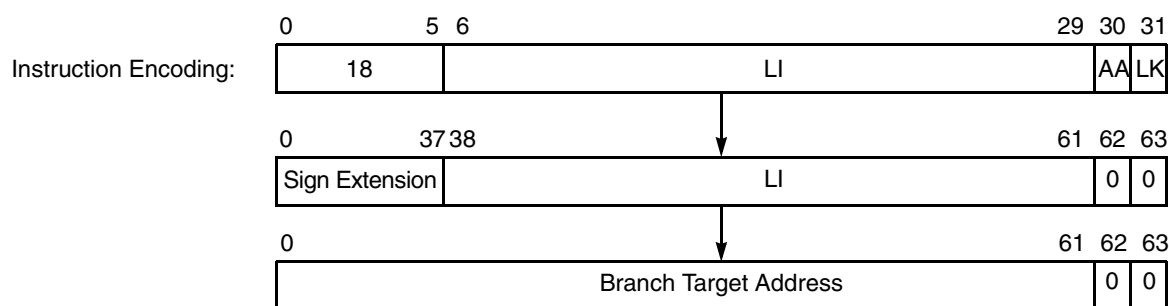 0 5 6 29 30 31
Instruction Encoding: 18 LI AA LK
0 37 38 61 62 63
Sign Extension LI 0 0
0 61 62 63
Branch Target Address 0 0